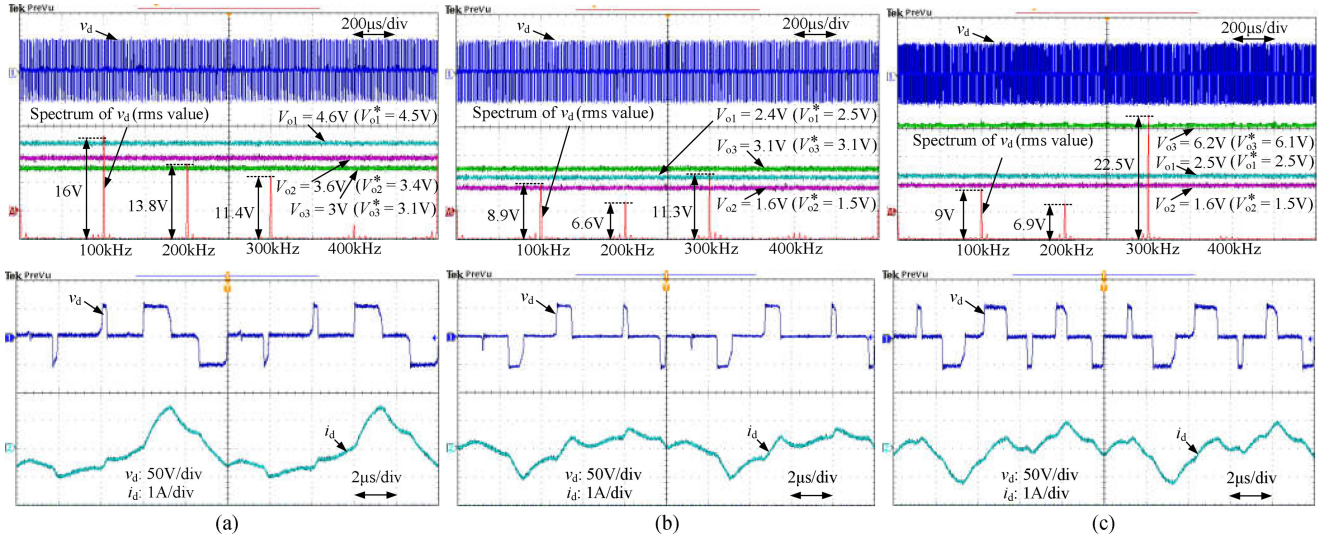 Tek PreVu
200μs/div
vd
Spectrum of vd (rms value)
Vo1 = 4.6V (V*o1 = 4.5V)
16V
13.8V
11.4V
Vo2 = 3.6V (V*o2 = 3.4V)
Vo3 = 3V (V*o3 = 3.1V)
100kHz 200kHz 300kHz 400kHz
Tek PreVu
vd
id
vd: 50V/div
id: 1A/div
2μs/div
(a)
Tek PreVu
200μs/div
vd
Spectrum of vd (rms value)
Vo1 = 2.4V (V*o1 = 2.5V)
Vo3 = 3.1V (V*o3 = 3.1V)
8.9V
6.6V
11.3V
Vo2 = 1.6V (V*o2 = 1.5V)
100kHz 200kHz 300kHz 400kHz
Tek PreVu
vd
id
vd: 50V/div
id: 1A/div
2μs/div
(b)
Tek PreVu
200μs/div
vd
Spectrum of vd (rms value)
Vo3 = 6.2V (V*o3 = 6.1V)
Vo1 = 2.5V (V*o1 = 2.5V)
22.5V
9V
6.9V
Vo2 = 1.6V (V*o2 = 1.5V)
100kHz 200kHz 300kHz 400kHz
Tek PreVu
vd
id
vd: 50V/div
id: 1A/div
2μs/div
(c)